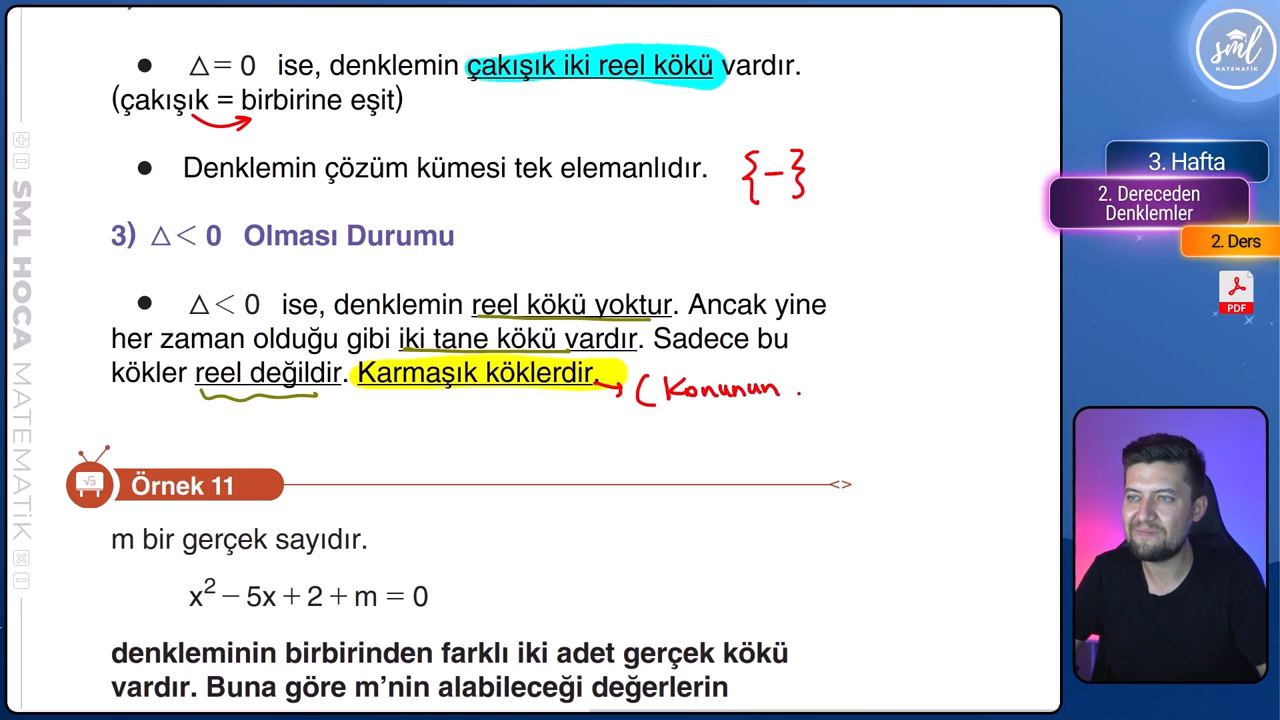 △= 0 ise, denklemin çakışık iki reel kökü vardır.
(çakışık = birbirine eşit)
Denklemin çözüm kümesi tek elemanlıdır. {–}
3) △< 0 Olması Durumu
△< 0 ise, denklemin reel kökü yoktur. Ancak yine
her zaman olduğu gibi iki tane kökü vardır. Sadece bu
kökler reel değildir. Karmaşık köklerdir.
→ (Konunun .
√3
Örnek 11
<>
m bir gerçek sayıdır.
x² – 5x + 2 + m = 0
denkleminin birbirinden farklı iki adet gerçek kökü
vardır. Buna göre m’nin alabileceği değerlerin
SML HOCA MATEMATİK
sml
MATEMATİK
3. Hafta
2. Dereceden
Denklemler
2. Ders
PDF